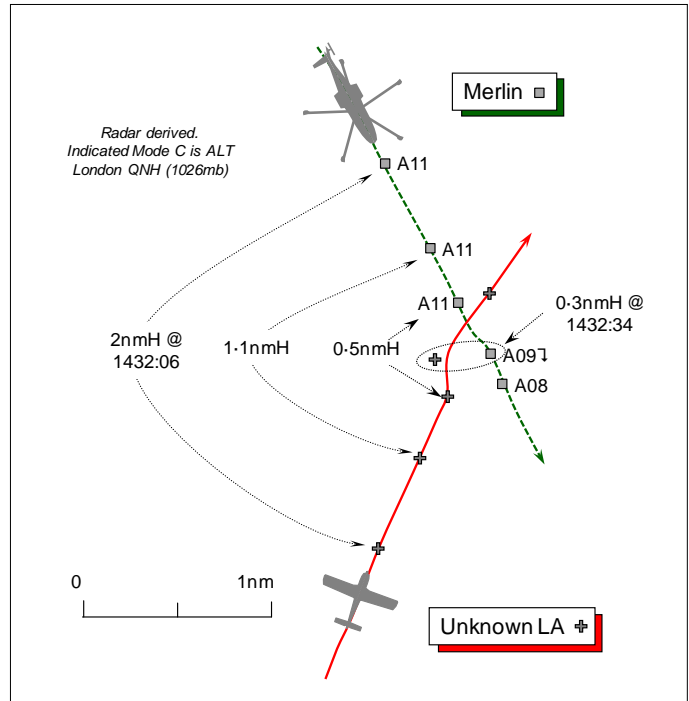 Merlin
Radar derived.
Indicated Mode C is ALT
London QNH (1026mb)
A11
A11
A11
0·3nmH @
1432:34
2nmH @
1432:06
1·1nmH
0·5nmH
A09↴
A08
0
1nm
Unknown LA